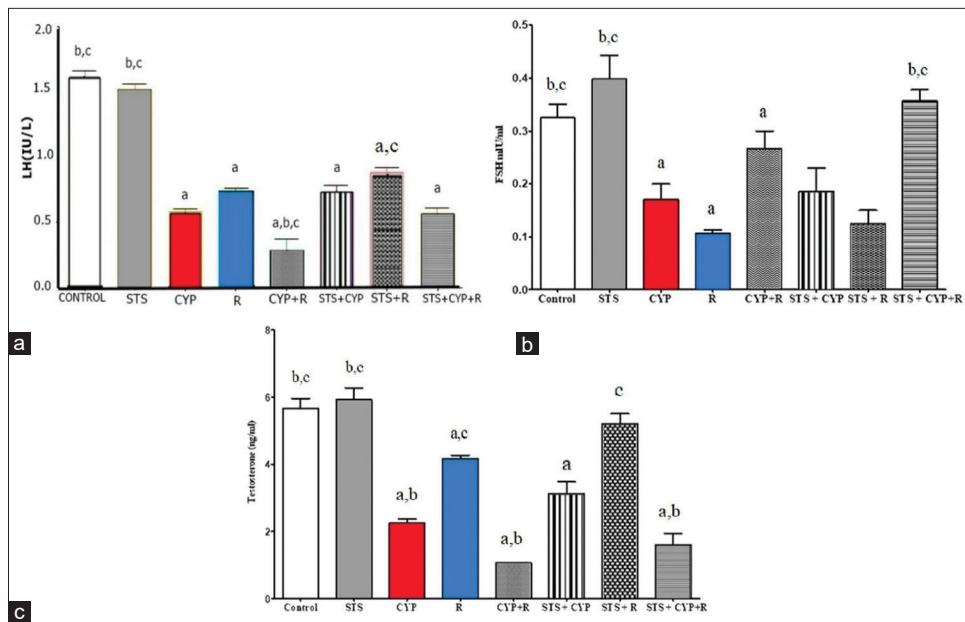 2.0
1.5
1.0
0.5
0.0
LH(IU/L)
b,c
b,c
a
a
a,b,c
a
a,c
a
CONTROL STS CYP R CYP+R STS+CYP STS+R STS+CYP+R
a
0.5
0.4
0.3
0.2
0.1
0.0
FSH mIU/ml
b,c
b,c
a
a
a
b,c
Control STS CYP R CYP+R STS + CYP STS + R STS + CYP+R
b
8
6
4
2
0
Testosterone (ng/ml)
b,c
b,c
a,b
a,c
a,b
a
c
a,b
Control STS CYP R CYP+R STS + CYP STS + R STS + CYP+R
c